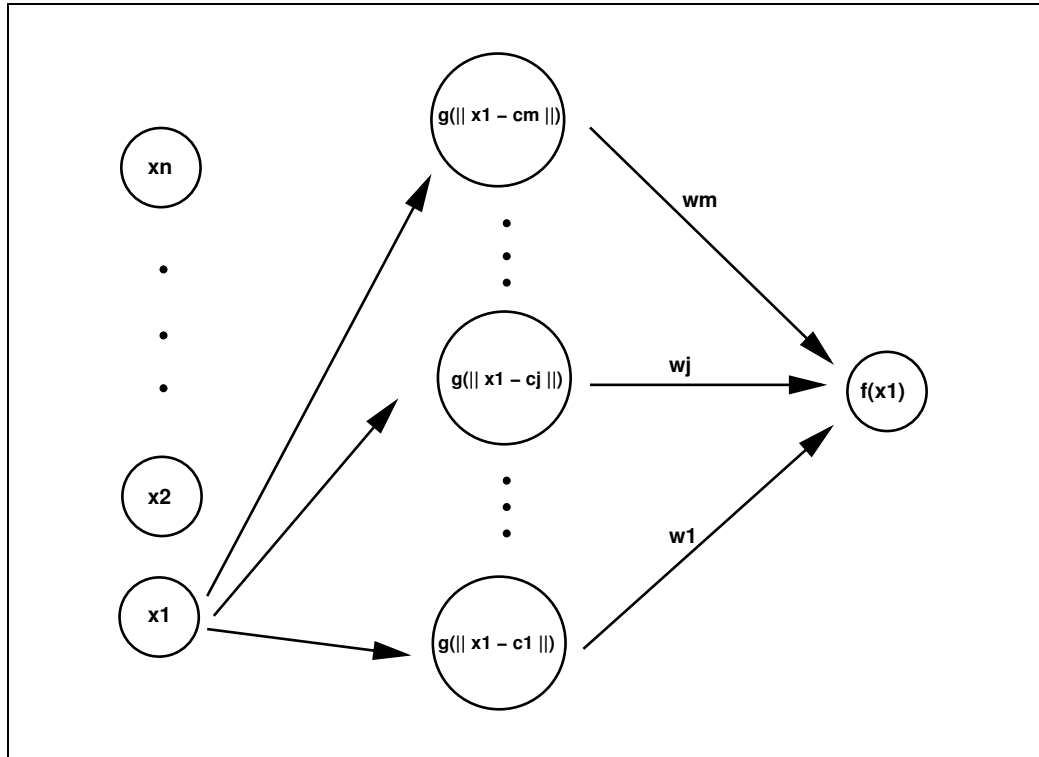 g(|| x1 − cm ||)
xn
wm
wj
g(|| x1 − cj ||)
f(x1)
x2
w1
x1
g(|| x1 − c1 ||)